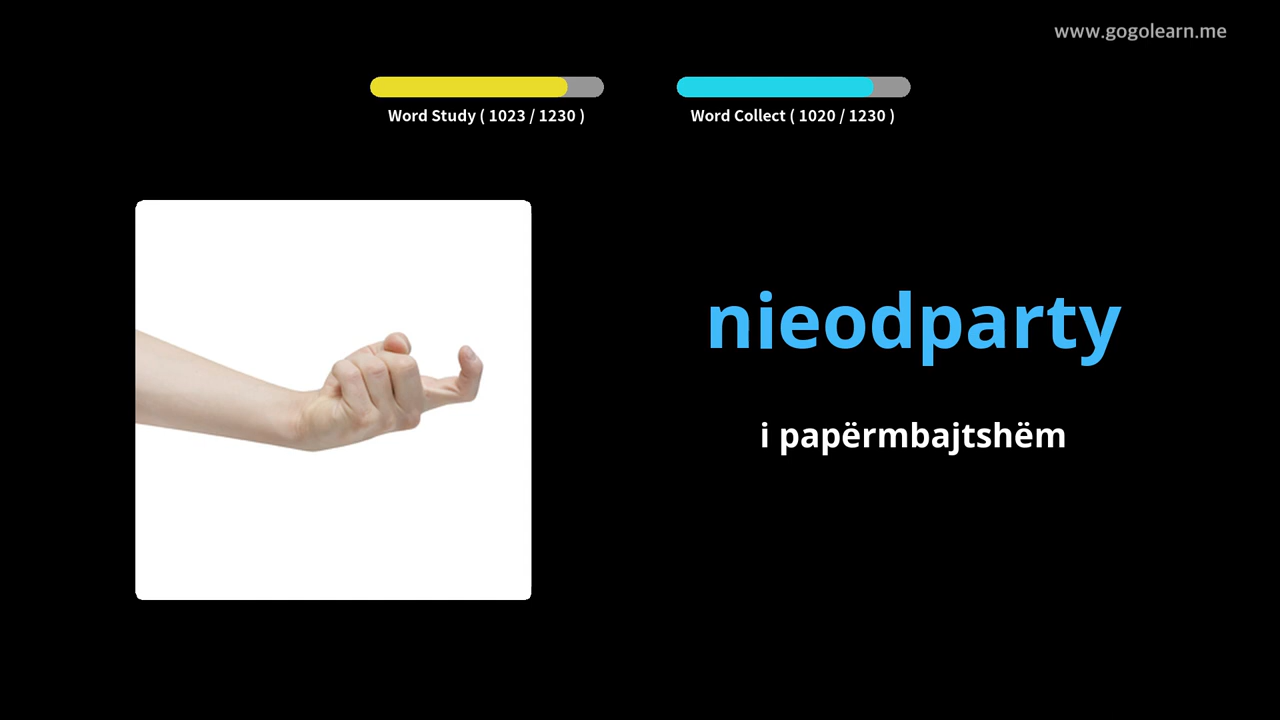 www.gogolearn.me
Word Study ( 1023 / 1230 )
Word Collect ( 1020 / 1230 )
nieodparty
i papërmbajtshëm